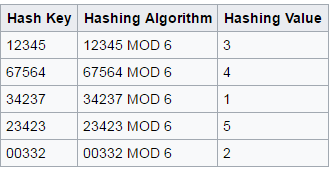 Hash Key Hashing Algorithm Hashing Value
12345 12345 MOD 6 3
67564 67564 MOD 6 4
34237 34237 MOD 6 1
23423 23423 MOD 6 5
00332 00332 MOD 6 2